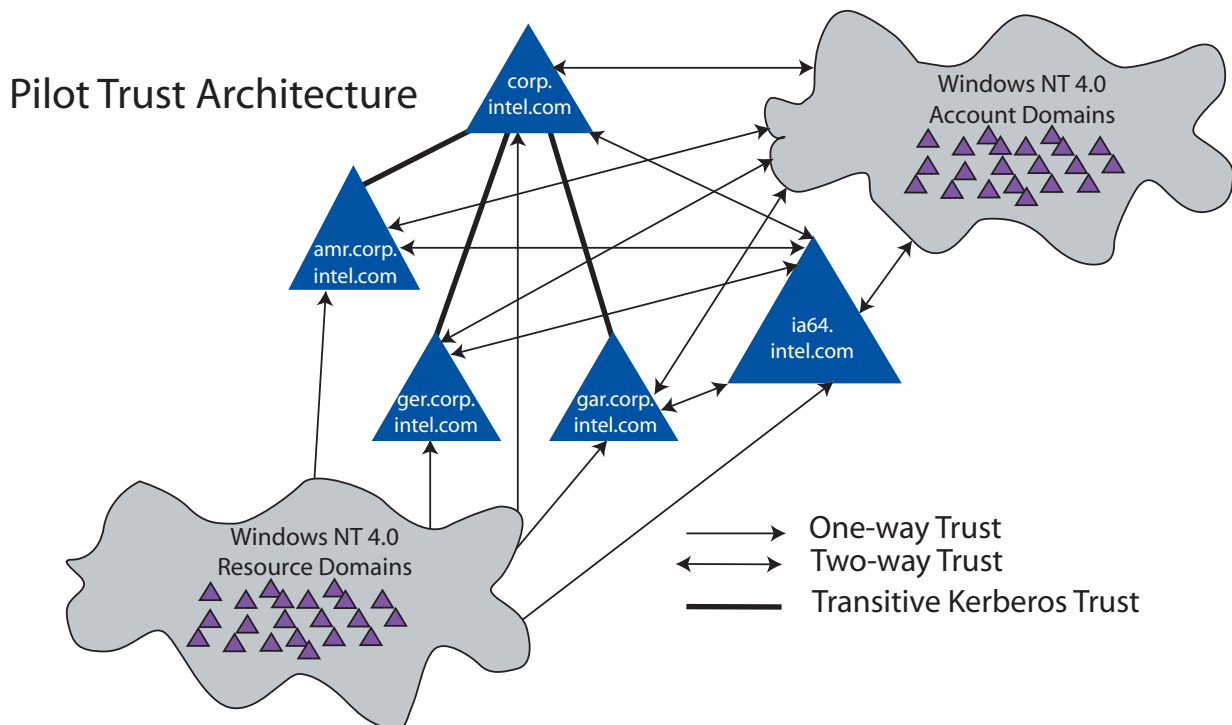 Pilot Trust Architecture
corp.
intel.com
Windows NT 4.0
Account Domains
amr.corp.
intel.com
ia64.
intel.com
ger.corp.
intel.com
gar.corp.
intel.com
Windows NT 4.0
Resource Domains
One-way Trust
Two-way Trust
Transitive Kerberos Trust